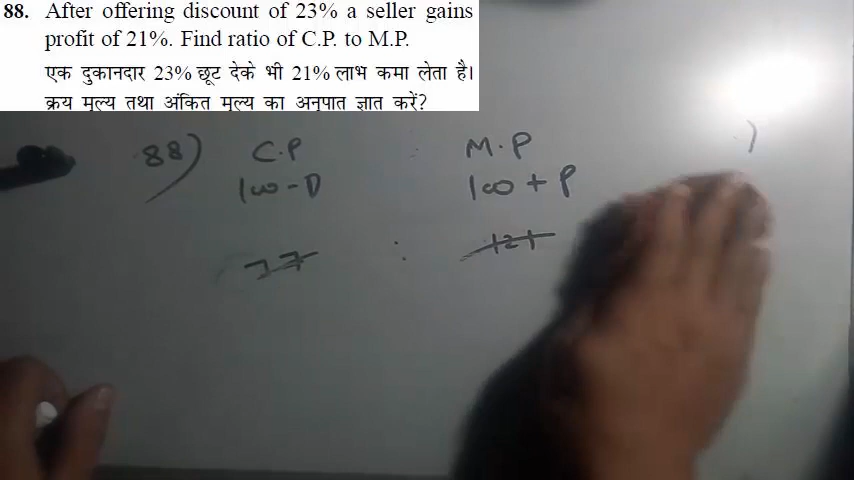 88. After offering discount of 23% a seller gains
profit of 21%. Find ratio of C.P. to M.P.
एक दुकानदार 23% छूट देके भी 21% लाभ कमा लेता है।
क्रय मूल्य तथा अंकित मूल्य का अनुपात ज्ञात करें?
88) C.P : M.P
100-D 100+P
77 : 121